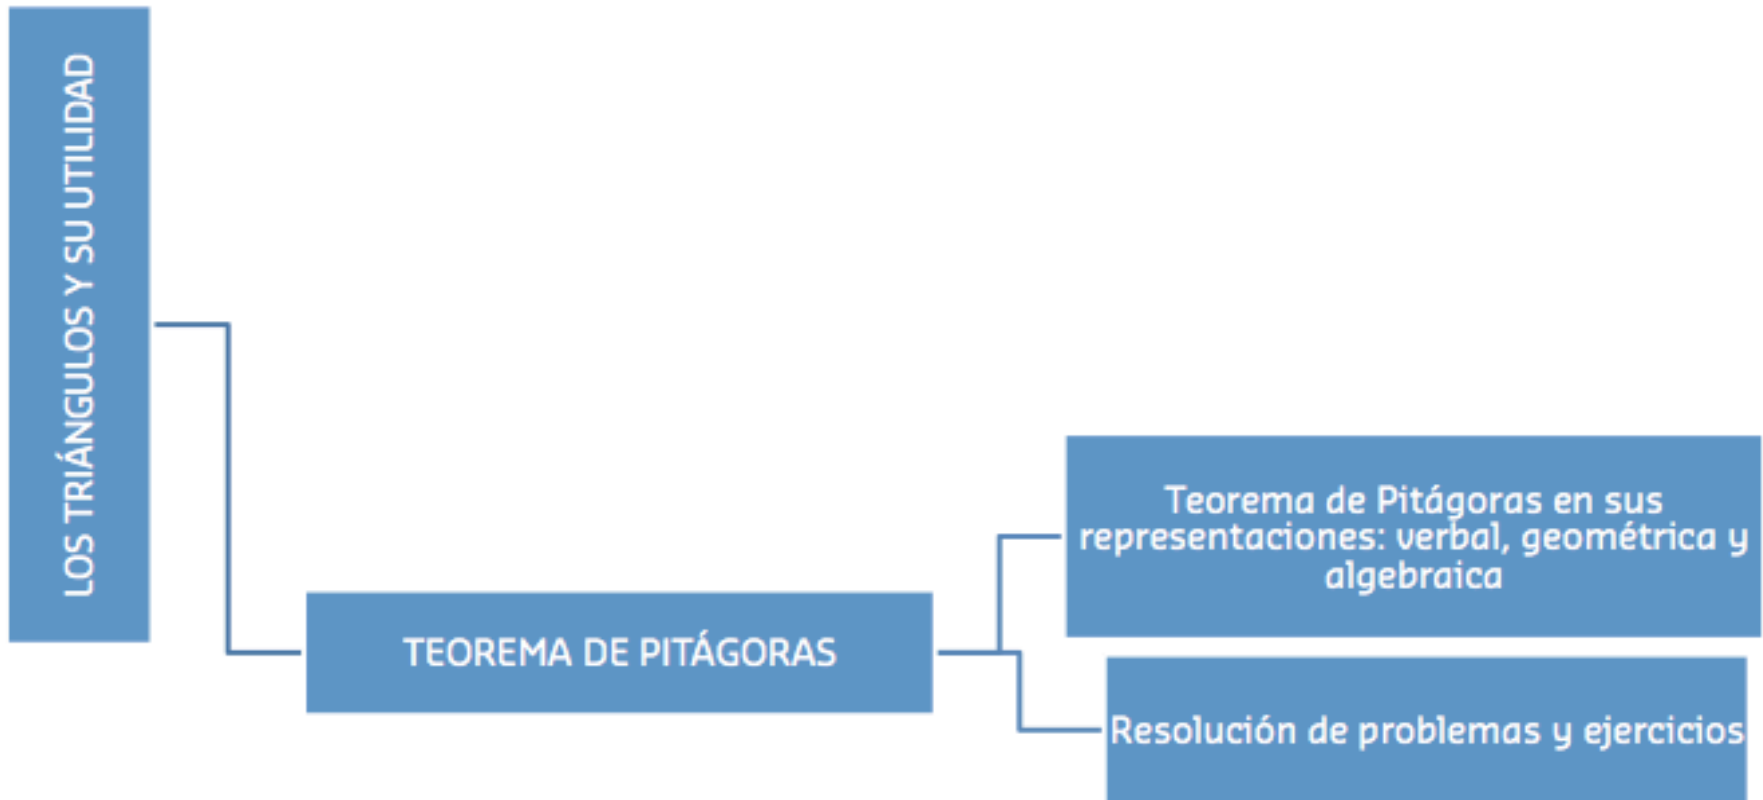 LOS TRIÁNGULOS Y SU UTILIDAD
TEOREMA DE PITÁGORAS
Teorema de Pitágoras en sus
representaciones: verbal, geométrica y
algebraica
Resolución de problemas y ejercicios